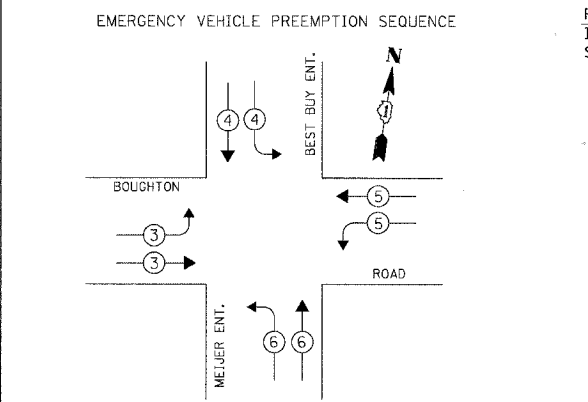 EMERGENCY VEHICLE PREEMPTION SEQUENCE
N
BEST BUY ENT.
4 4
1
BOUGHTON
5
5
3
3
ROAD
MEIJER ENT.
6 6